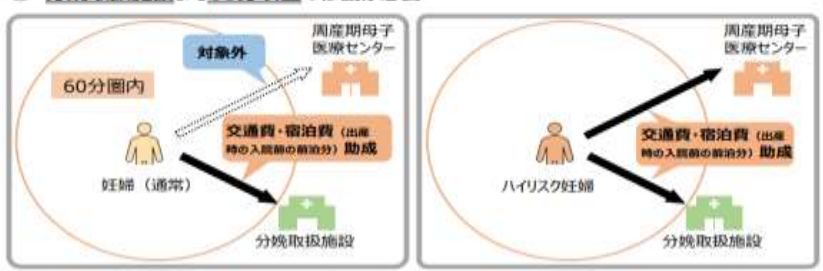 周産期母子
医療センター
対象外
60分圏内
交通費・宿泊費（出産
時の入院前の前泊分）助成
妊婦（通常）
分娩取扱施設
周産期母子
医療センター
交通費・宿泊費（出産
時の入院前の前泊分）助成
ハイリスク妊婦
分娩取扱施設